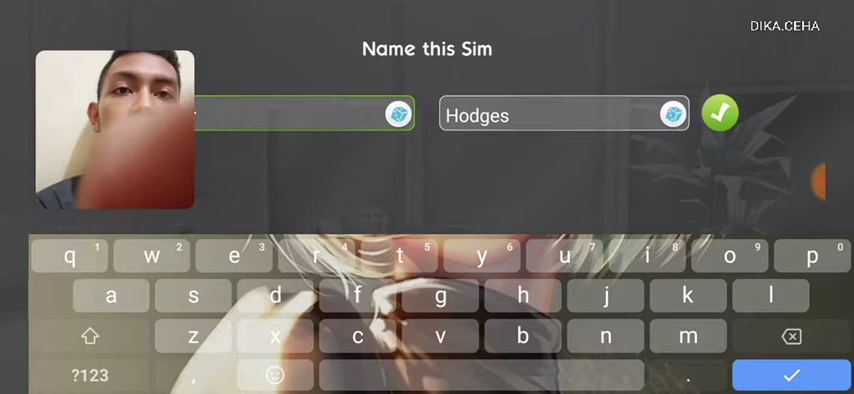 DIKA.CEHA
Name this Sim
Hodges
q 1 w 2 e 3 r 4 t 5 y 6 u 7 i 8 o 9 p 0
a s d f g h j k l
z x c v b n m
?123 , .